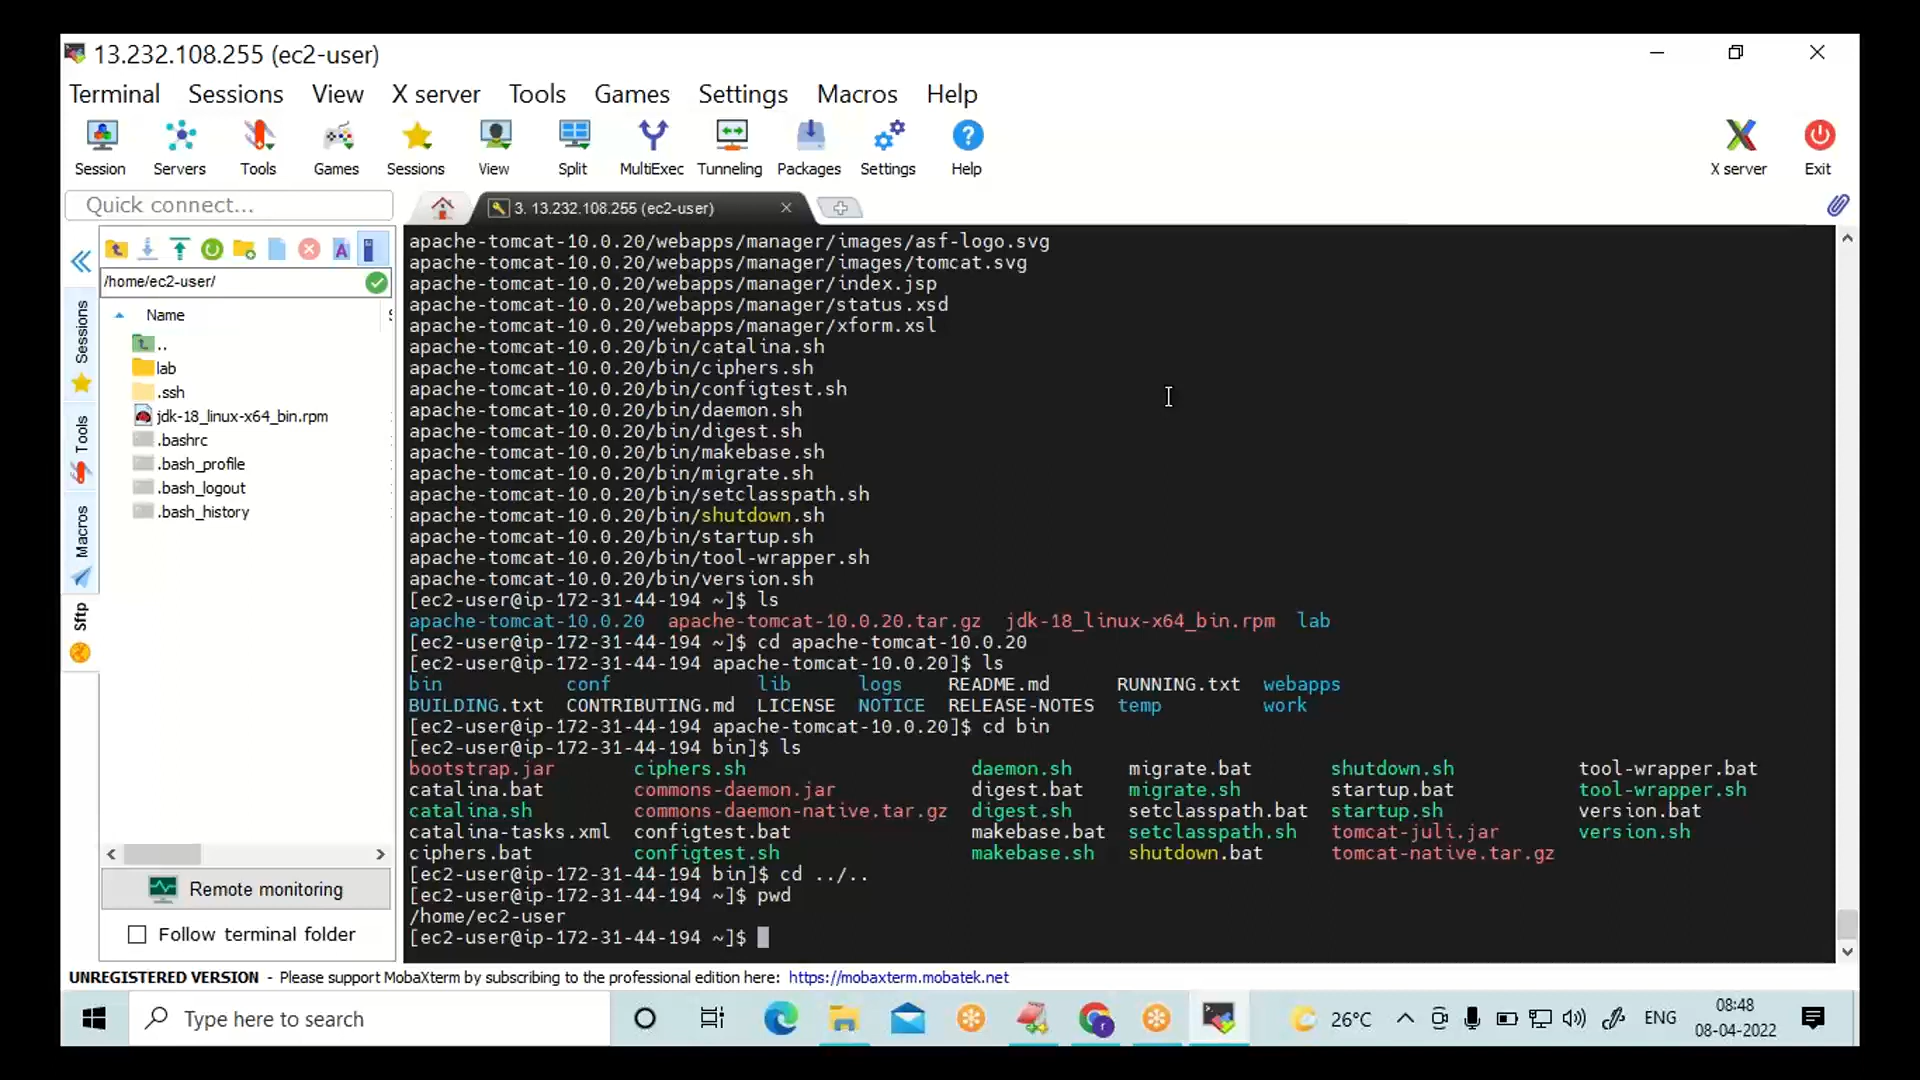 13.232.108.255 (ec2-user)
Terminal Sessions View X server Tools Games Settings Macros Help
Session Servers Tools Games Sessions View Split MultiExec Tunneling Packages Settings Help X server Exit
Quick connect...
3. 13.232.108.255 (ec2-user)
/home/ec2-user/
Name
..
lab
.ssh
jdk-18_linux-x64_bin.rpm
.bashrc
.bash_profile
.bash_logout
.bash_history
Sessions
Tools
Macros
Sftp
Remote monitoring
Follow terminal folder
apache-tomcat-10.0.20/webapps/manager/images/asf-logo.svg
apache-tomcat-10.0.20/webapps/manager/images/tomcat.svg
apache-tomcat-10.0.20/webapps/manager/index.jsp
apache-tomcat-10.0.20/webapps/manager/status.xsd
apache-tomcat-10.0.20/webapps/manager/xform.xsl
apache-tomcat-10.0.20/bin/catalina.sh
apache-tomcat-10.0.20/bin/ciphers.sh
apache-tomcat-10.0.20/bin/configtest.sh
apache-tomcat-10.0.20/bin/daemon.sh
apache-tomcat-10.0.20/bin/digest.sh
apache-tomcat-10.0.20/bin/makebase.sh
apache-tomcat-10.0.20/bin/migrate.sh
apache-tomcat-10.0.20/bin/setclasspath.sh
apache-tomcat-10.0.20/bin/shutdown.sh
apache-tomcat-10.0.20/bin/startup.sh
apache-tomcat-10.0.20/bin/tool-wrapper.sh
apache-tomcat-10.0.20/bin/version.sh
[ec2-user@ip-172-31-44-194 ~]$ ls
apache-tomcat-10.0.20 apache-tomcat-10.0.20.tar.gz jdk-18_linux-x64_bin.rpm lab
[ec2-user@ip-172-31-44-194 ~]$ cd apache-tomcat-10.0.20
[ec2-user@ip-172-31-44-194 apache-tomcat-10.0.20]$ ls
bin conf lib logs README.md RUNNING.txt webapps
BUILDING.txt CONTRIBUTING.md LICENSE NOTICE RELEASE-NOTES temp work
[ec2-user@ip-172-31-44-194 apache-tomcat-10.0.20]$ cd bin
[ec2-user@ip-172-31-44-194 bin]$ ls
bootstrap.jar ciphers.sh daemon.sh migrate.bat shutdown.sh tool-wrapper.bat
catalina.bat commons-daemon.jar digest.bat migrate.sh startup.bat tool-wrapper.sh
catalina.sh commons-daemon-native.tar.gz digest.sh setclasspath.bat startup.sh version.bat
catalina-tasks.xml configtest.bat makebase.bat setclasspath.sh tomcat-juli.jar version.sh
ciphers.bat configtest.sh makebase.sh shutdown.bat tomcat-native.tar.gz
[ec2-user@ip-172-31-44-194 bin]$ cd ../..
[ec2-user@ip-172-31-44-194 ~]$ pwd
/home/ec2-user
[ec2-user@ip-172-31-44-194 ~]$
UNREGISTERED VERSION - Please support MobaXterm by subscribing to the professional edition here: https://mobaxterm.mobatek.net
Type here to search
26°C
ENG
08:48
08-04-2022